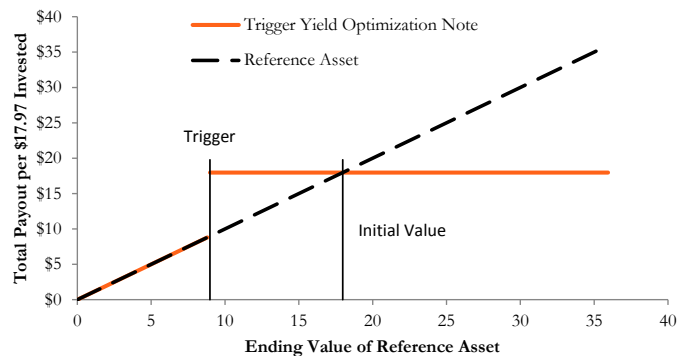 Trigger Yield Optimization Note
Reference Asset
Total Payout per $17.97 Invested
$40
$35
$30
$25
$20
$15
$10
$5
$0
Trigger
Initial Value
0 5 10 15 20 25 30 35 40
Ending Value of Reference Asset